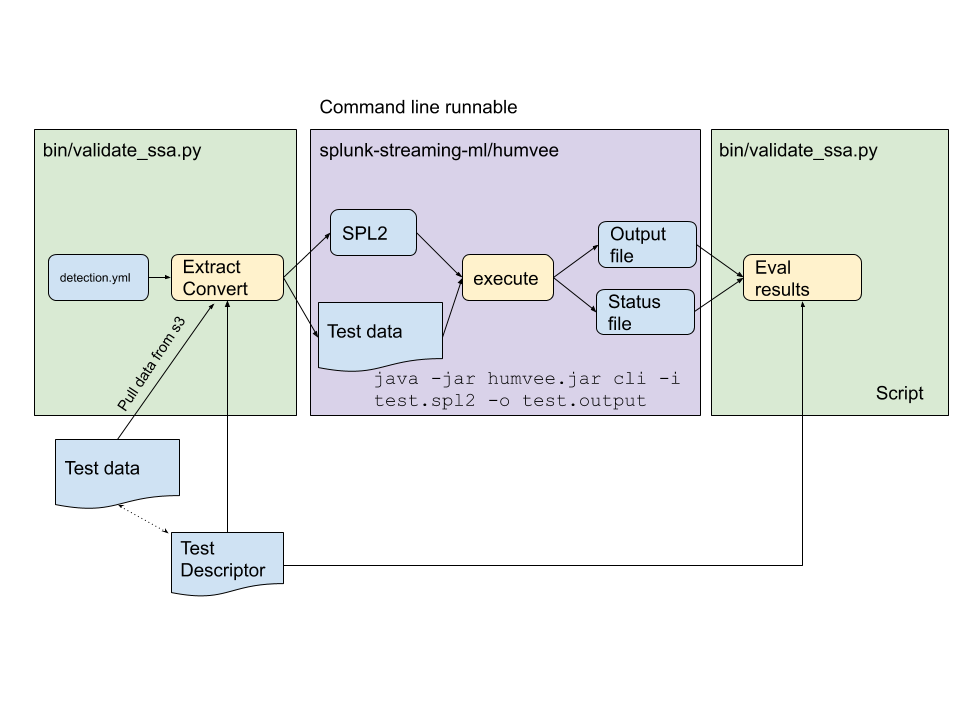 Command line runnable
bin/validate_ssa.py
splunk-streaming-ml/humvee
bin/validate_ssa.py
detection.yml
Extract
Convert
SPL2
Test data
execute
Output
file
Status
file
Eval
results
Pull data from s3
java -jar humvee.jar cli -i
test.spl2 -o test.output
Script
Test data
Test
Descriptor